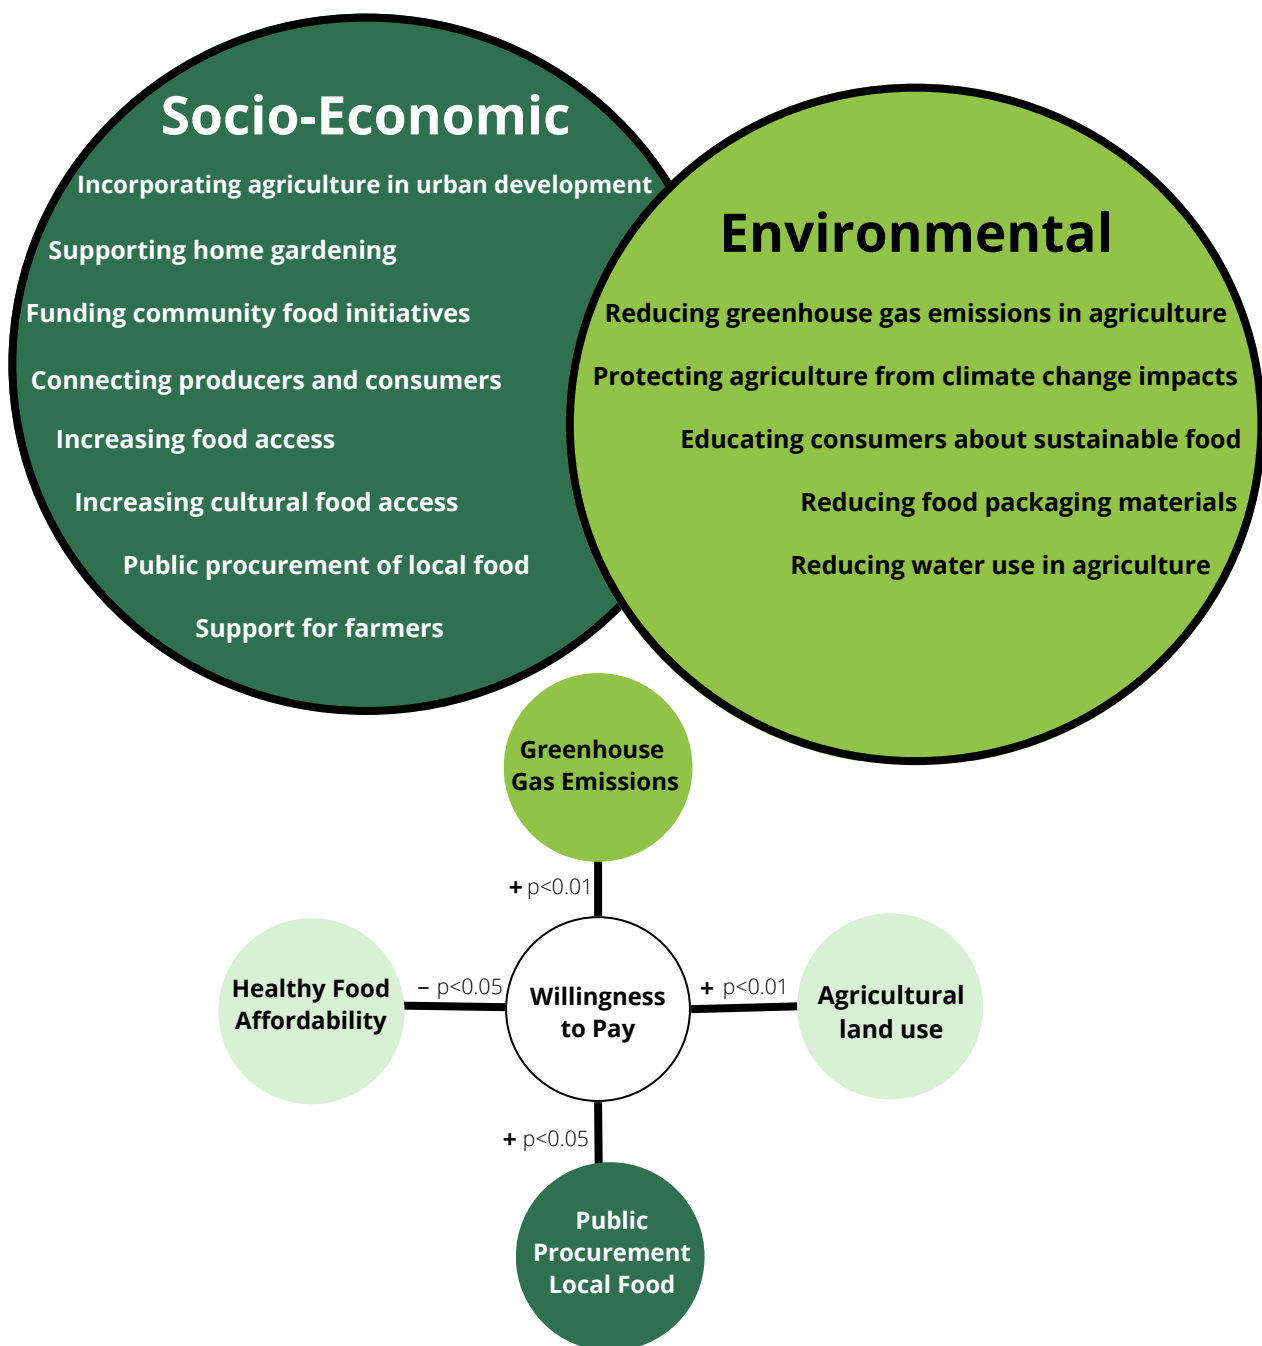 Socio-Economic
Incorporating agriculture in urban development
Supporting home gardening
Funding community food initiatives
Connecting producers and consumers
Increasing food access
Increasing cultural food access
Public procurement of local food
Support for farmers
Environmental
Reducing greenhouse gas emissions in agriculture
Protecting agriculture from climate change impacts
Educating consumers about sustainable food
Reducing food packaging materials
Reducing water use in agriculture
Greenhouse
Gas Emissions
+ p<0.01
Healthy Food
Affordability
– p<0.05
Willingness
to Pay
+ p<0.01
Agricultural
land use
+ p<0.05
Public
Procurement
Local Food